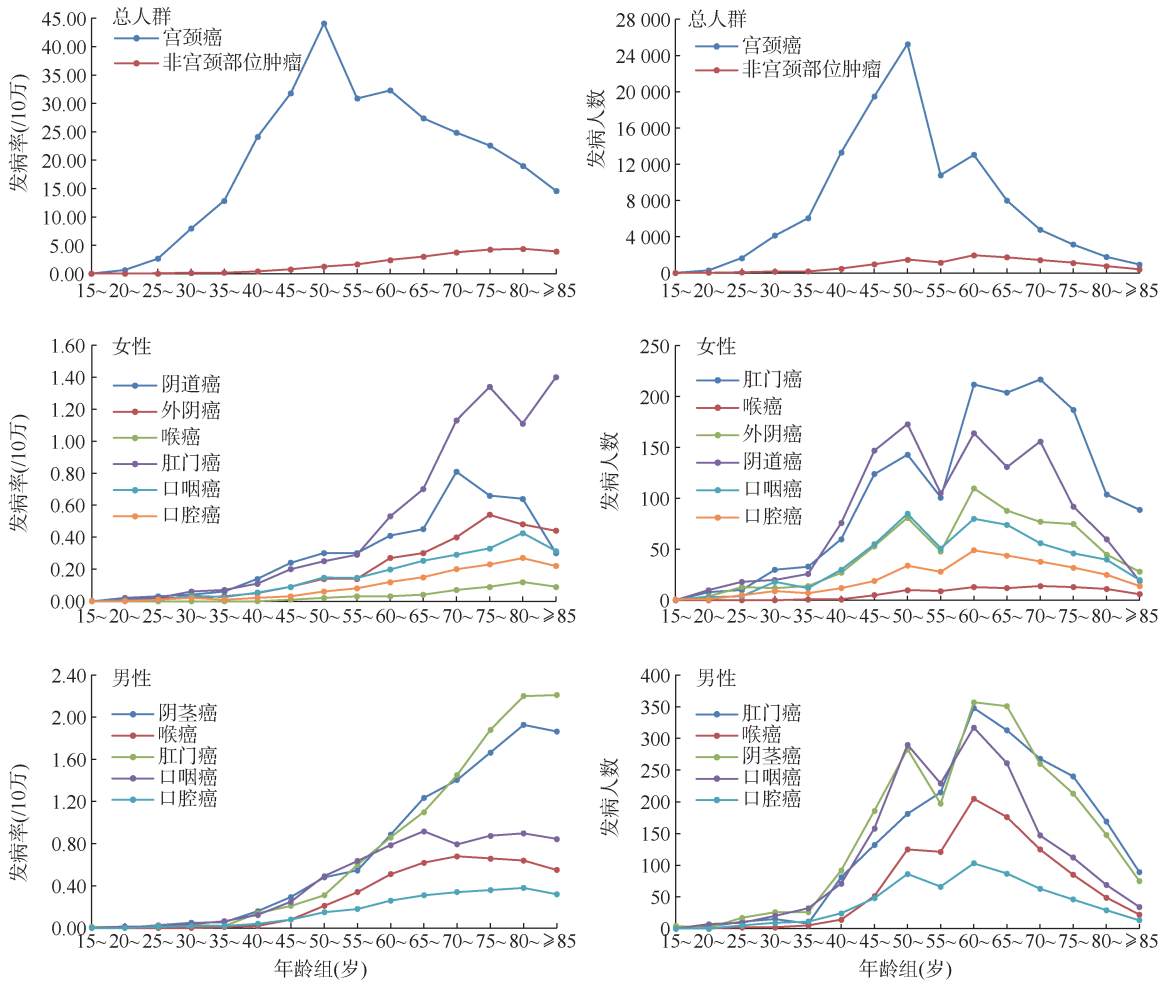 总人群
宫颈癌
非宫颈部位肿瘤
发病率(/10万)
45.00
40.00
35.00
30.00
25.00
20.00
15.00
10.00
5.00
0.00
15~20~25~30~35~40~45~50~55~60~65~70~75~80~⩾85
总人群
宫颈癌
非宫颈部位肿瘤
发病人数
28 000
24 000
20 000
16 000
12 000
8 000
4 000
0
15~20~25~30~35~40~45~50~55~60~65~70~75~80~⩾85
女性
阴道癌
外阴癌
喉癌
肛门癌
口咽癌
口腔癌
发病率(/10万)
1.60
1.40
1.20
1.00
0.80
0.60
0.40
0.20
0.00
15~20~25~30~35~40~45~50~55~60~65~70~75~80~⩾85
女性
肛门癌
喉癌
外阴癌
阴道癌
口咽癌
口腔癌
发病人数
250
200
150
100
50
0
15~20~25~30~35~40~45~50~55~60~65~70~75~80~⩾85
男性
阴茎癌
喉癌
肛门癌
口咽癌
口腔癌
发病率(/10万)
2.40
2.00
1.60
1.20
0.80
0.40
0.00
15~20~25~30~35~40~45~50~55~60~65~70~75~80~⩾85
年龄组(岁)
男性
肛门癌
喉癌
阴茎癌
口咽癌
口腔癌
发病人数
400
350
300
250
200
150
100
50
0
15~20~25~30~35~40~45~50~55~60~65~70~75~80~⩾85
年龄组(岁)